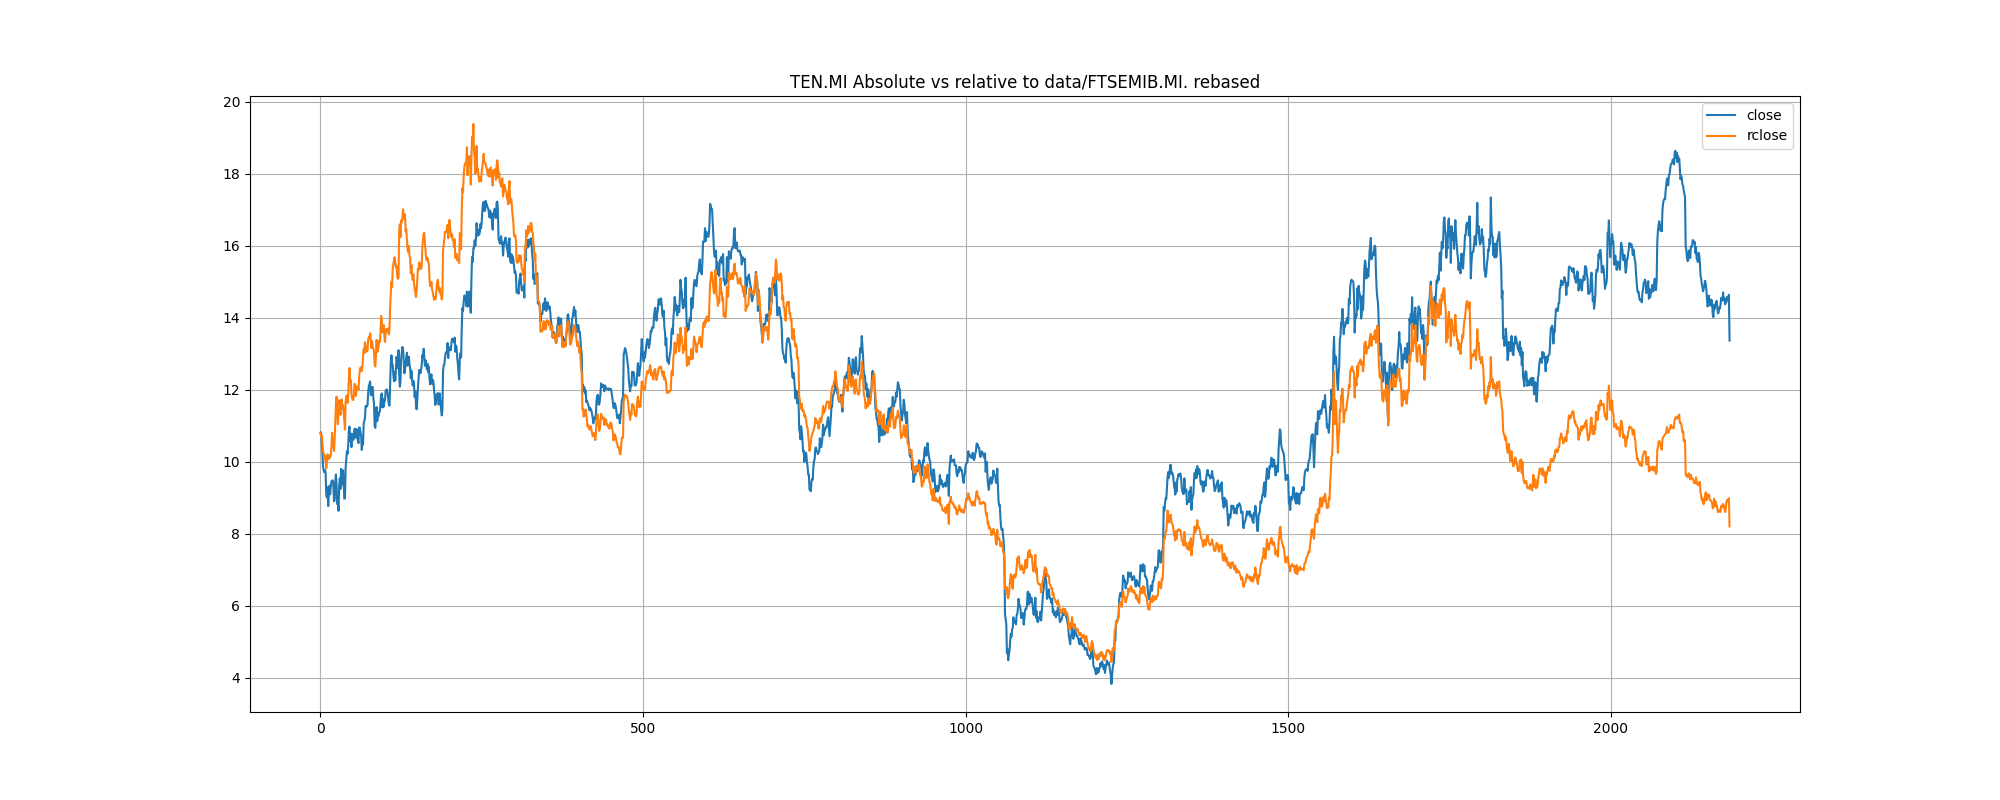 TEN.MI Absolute vs relative to data/FTSEMIB.MI. rebased
close
rclose
20
18
16
14
12
10
8
6
4
0 500 1000 1500 2000